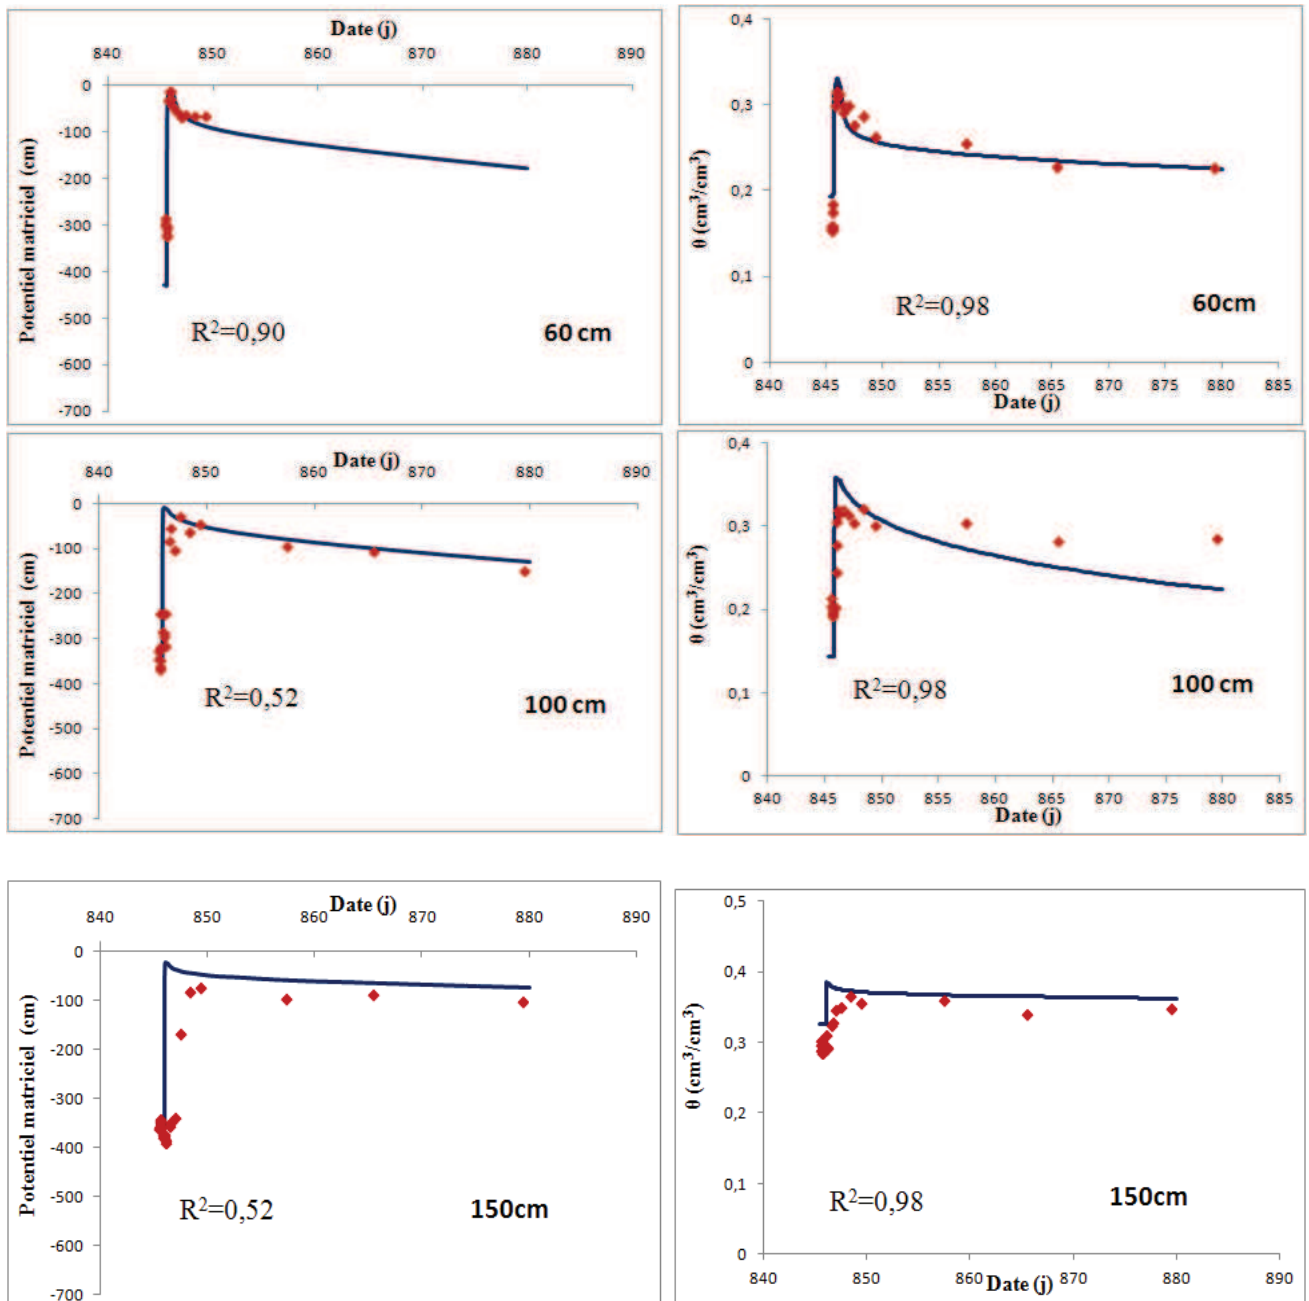 Date (j)
840 850 860 870 880 890
0
-100
-200
-300
-400
-500
-600
-700
Potentiel matriciel (cm)
R²=0,90
60 cm
0,4
0,3
0,2
0,1
0
θ (cm³/cm³)
R²=0,98
60cm
840 845 850 855 860 865 870 875 880 885
Date (j)
Date (j)
840 850 860 870 880 890
0
-100
-200
-300
-400
-500
-600
-700
Potentiel matriciel (cm)
R²=0,52
100 cm
0,4
0,3
0,2
0,1
0
θ (cm³/cm³)
R²=0,98
100 cm
840 845 850 855 860 865 870 875 880 885
Date (j)
Date (j)
840 850 860 870 880 890
0
-100
-200
-300
-400
-500
-600
-700
Potentiel matriciel (cm)
R²=0,52
150cm
0,5
0,4
0,3
0,2
0,1
0
θ (cm³/cm³)
R²=0,98
150cm
840 850 860 870 880 890
Date (j)